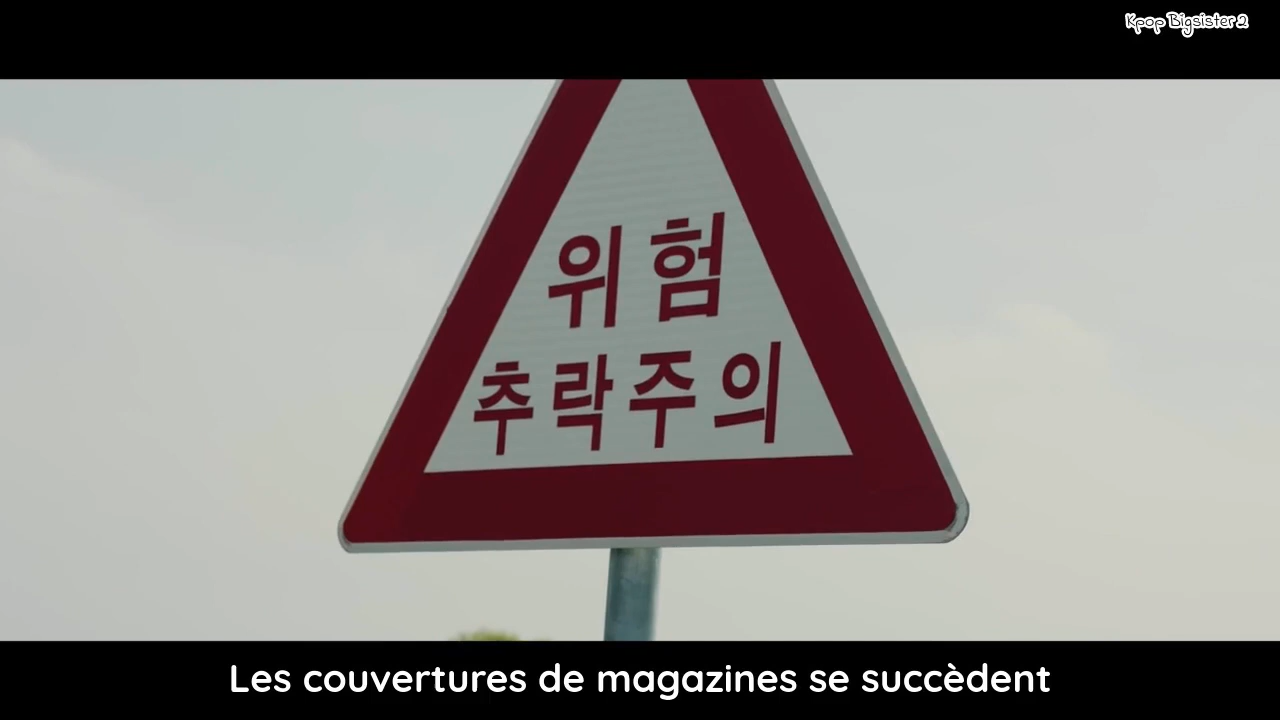 Kpop Bigsister 2
위험
추락주의
Les couvertures de magazines se succèdent